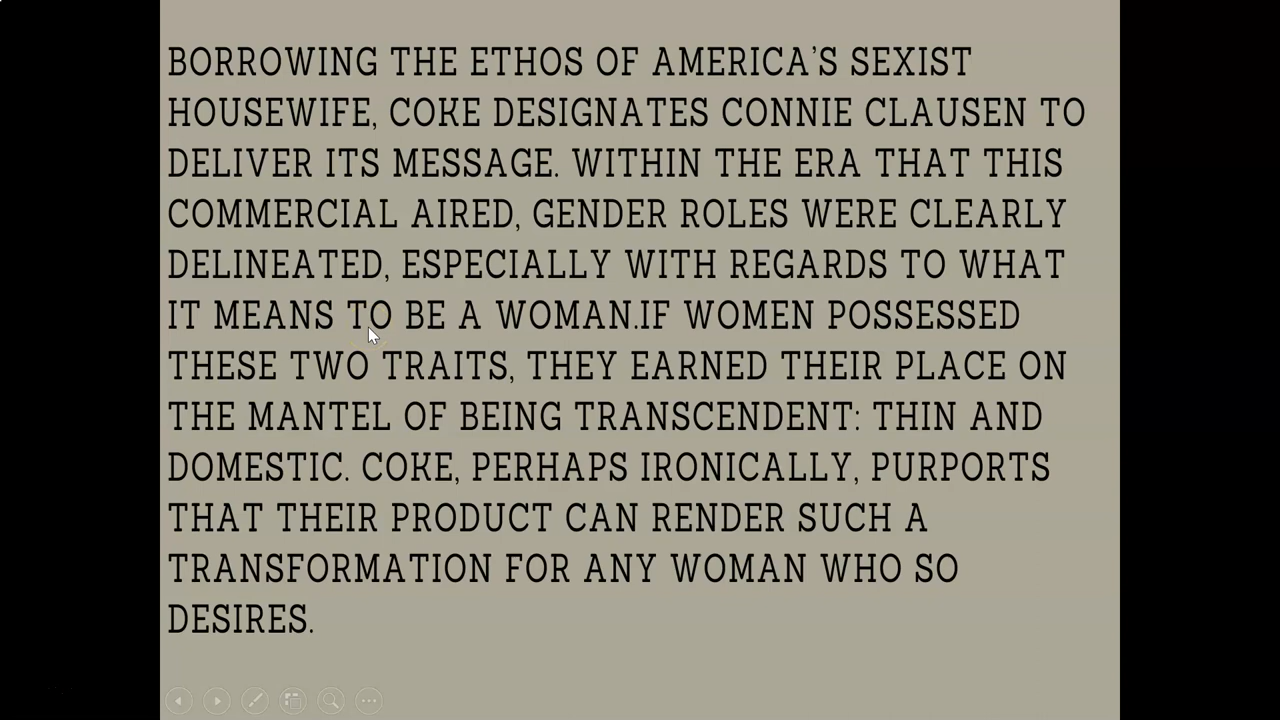 BORROWING THE ETHOS OF AMERICA’S SEXIST
HOUSEWIFE, COKE DESIGNATES CONNIE CLAUSEN TO
DELIVER ITS MESSAGE. WITHIN THE ERA THAT THIS
COMMERCIAL AIRED, GENDER ROLES WERE CLEARLY
DELINEATED, ESPECIALLY WITH REGARDS TO WHAT
IT MEANS TO BE A WOMAN.IF WOMEN POSSESSED
THESE TWO TRAITS, THEY EARNED THEIR PLACE ON
THE MANTEL OF BEING TRANSCENDENT: THIN AND
DOMESTIC. COKE, PERHAPS IRONICALLY, PURPORTS
THAT THEIR PRODUCT CAN RENDER SUCH A
TRANSFORMATION FOR ANY WOMAN WHO SO
DESIRES.